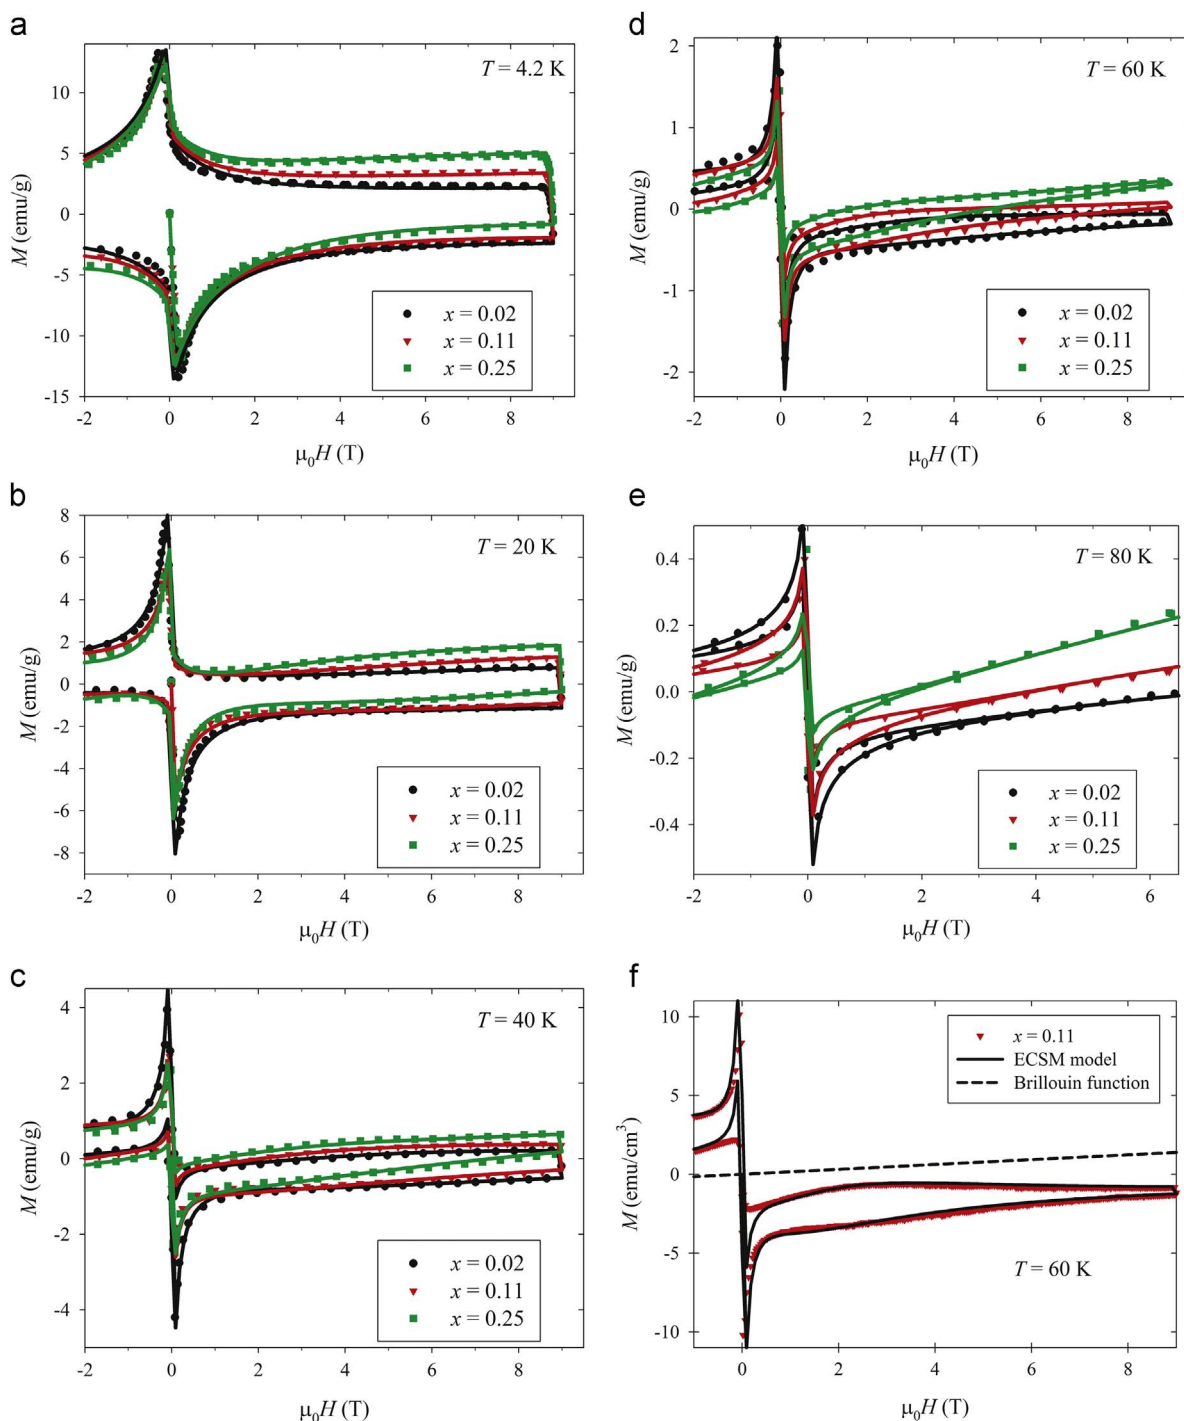 a
T = 4.2 K
10
5
0
-5
-10
-15
M (emu/g)
x = 0.02
x = 0.11
x = 0.25
-2 0 2 4 6 8
μ0H (T)
b
T = 20 K
8
6
4
2
0
-2
-4
-6
-8
M (emu/g)
x = 0.02
x = 0.11
x = 0.25
-2 0 2 4 6 8
μ0H (T)
c
T = 40 K
4
2
0
-2
-4
M (emu/g)
x = 0.02
x = 0.11
x = 0.25
-2 0 2 4 6 8
μ0H (T)
d
T = 60 K
2
1
0
-1
-2
M (emu/g)
x = 0.02
x = 0.11
x = 0.25
-2 0 2 4 6 8
μ0H (T)
e
T = 80 K
0.4
0.2
0.0
-0.2
-0.4
M (emu/g)
x = 0.02
x = 0.11
x = 0.25
-2 0 2 4 6
μ0H (T)
f
10
5
0
-5
-10
M (emu/cm³)
x = 0.11
ECSM model
Brillouin function
T = 60 K
0 2 4 6 8
μ0H (T)